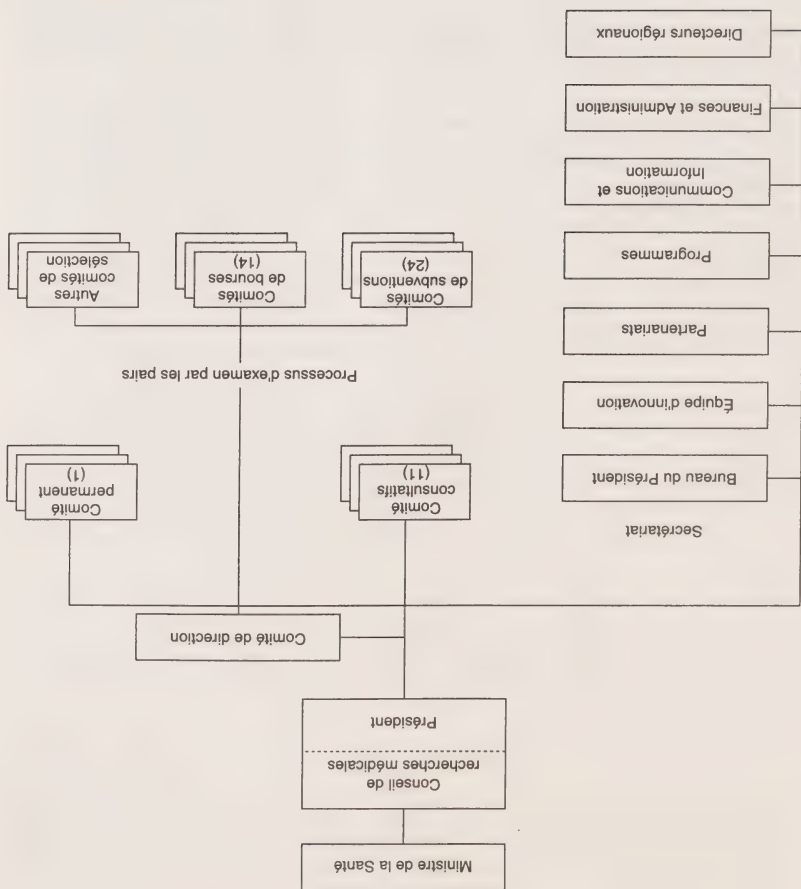 Ministre de la Santé
Conseil de
recherches médicales
Président
Comité de direction
Secrétariat
Bureau du Président
Équipe d'innovation
Partenariats
Programmes
Communications et
Information
Finances et Administration
Directeurs régionaux
Comité
consultatifs
(11)
Comité
permanent
(1)
Processus d'examen par les pairs
Comités
de subventions
(24)
Comités
de bourses
(14)
Autres
comités de
sélection